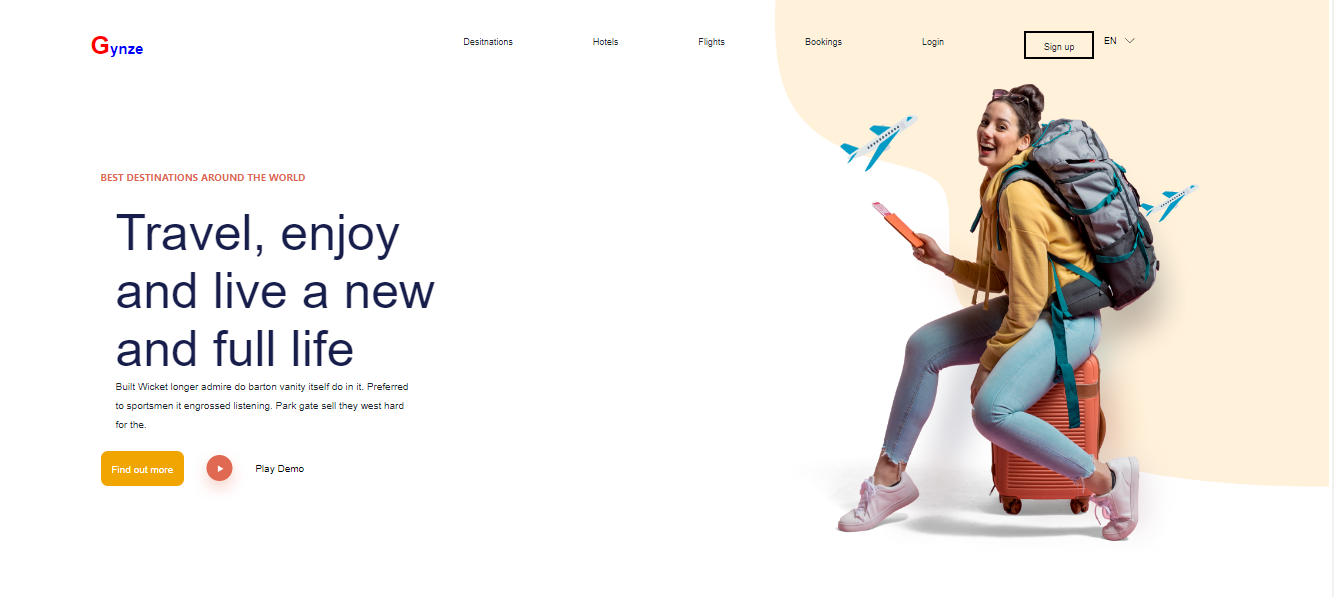 Gynze
Desitnations
Hotels
Flights
Bookings
Login
Sign up
EN
BEST DESTINATIONS AROUND THE WORLD
Travel, enjoy
and live a new
and full life
Built Wicket longer admire do barton vanity itself do in it. Preferred
to sportsmen it engrossed listening. Park gate sell they west hard
for the.
Find out more
Play Demo